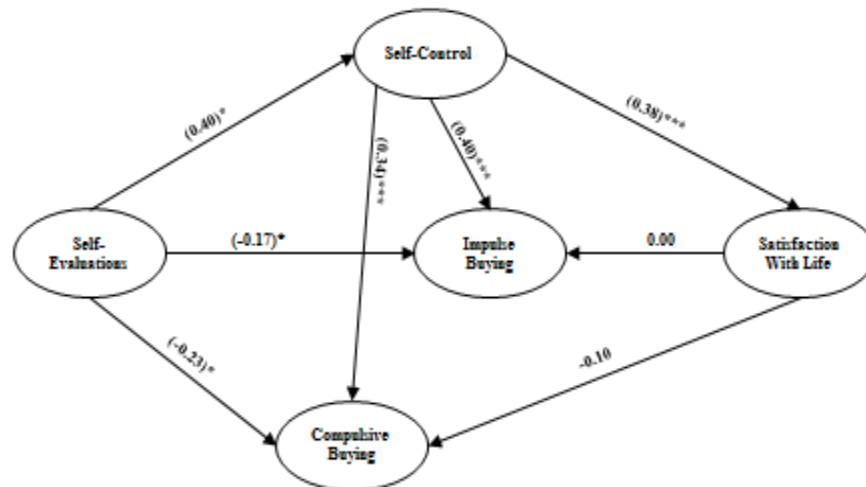 Self-Control
(0.40)*
(0.38)***
(0.34)***
(0.40)***
Self-
Evaluations
(-0.17)*
Impulse
Buying
0.00
Satisfaction
With Life
(-0.23)*
-0.10
Compulsive
Buying